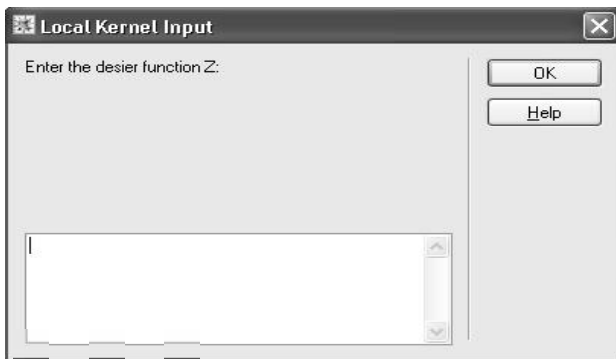 Local Kernel Input
Enter the desier function Z:
OK
Help